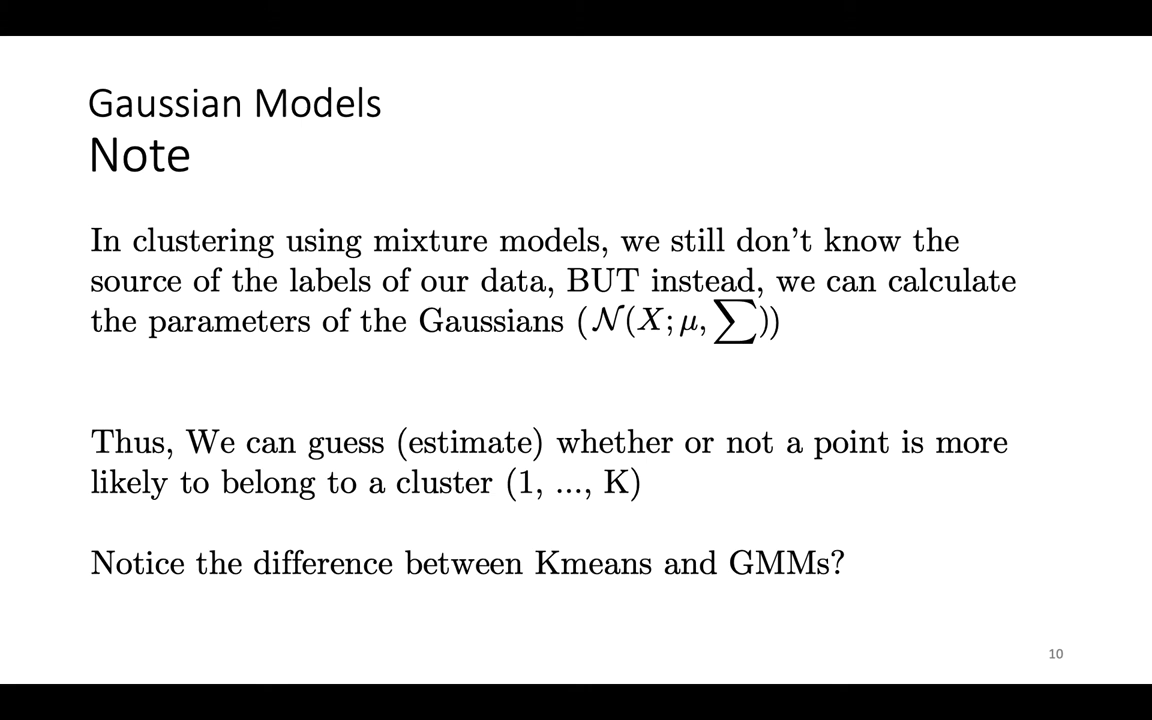 Gaussian Models
Note
In clustering using mixture models, we still don't know the
source of the labels of our data, BUT instead, we can calculate
the parameters of the Gaussians (𝒩(X; μ, ∑))
Thus, We can guess (estimate) whether or not a point is more
likely to belong to a cluster (1, ..., K)
Notice the difference between Kmeans and GMMs?
10